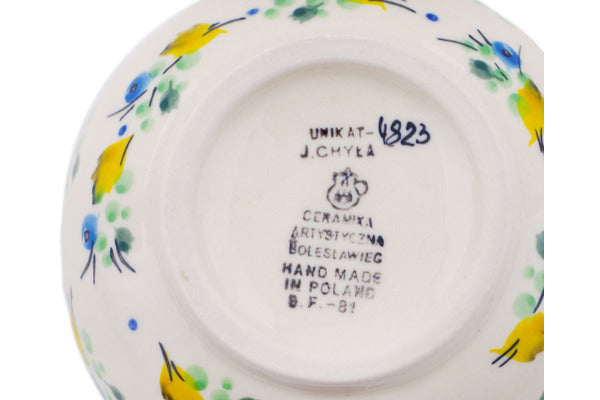 UNIKAT-4823
J. CHYŁA
CERAMIKA
ARTYSTYCZNA
BOLESŁAWIEC
HAND MADE
IN POLAND
B.F.-81